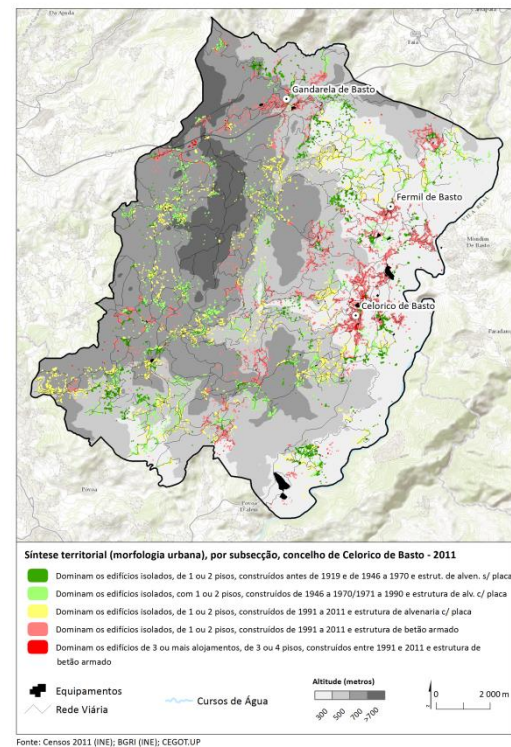 Gandarela de Basto
Fermil de Basto
Mondim
De Basto
Celorico de Basto
Síntese territorial (morfologia urbana), por subsecção, concelho de Celorico de Basto - 2011
Dominam os edifícios isolados, de 1 ou 2 pisos, construídos antes de 1919 e de 1946 a 1970 e estrut. de alven. s/ placa
Dominam os edifícios isolados, com 1 ou 2 pisos, construídos de 1946 a 1970/1971 a 1990 e estrutura de alv. c/ placa
Dominam os edifícios isolados, de 1 ou 2 pisos, construídos de 1991 a 2011 e estrutura de alvenaria c/ placa
Dominam os edifícios isolados, de 1 ou 2 pisos, construídos de 1991 a 2011 e estrutura de betão armado
Dominam os edifícios de 3 ou mais alojamentos, de 3 ou 4 pisos, construídos entre 1991 e 2011 e estrutura de
betão armado
Equipamentos
Rede Viária
Cursos de Água
Altitude (metros)
300 500 700 >700
0 2 000 m
Fonte: Censos 2011 (INE); BGRI (INE); CEGOT.UP